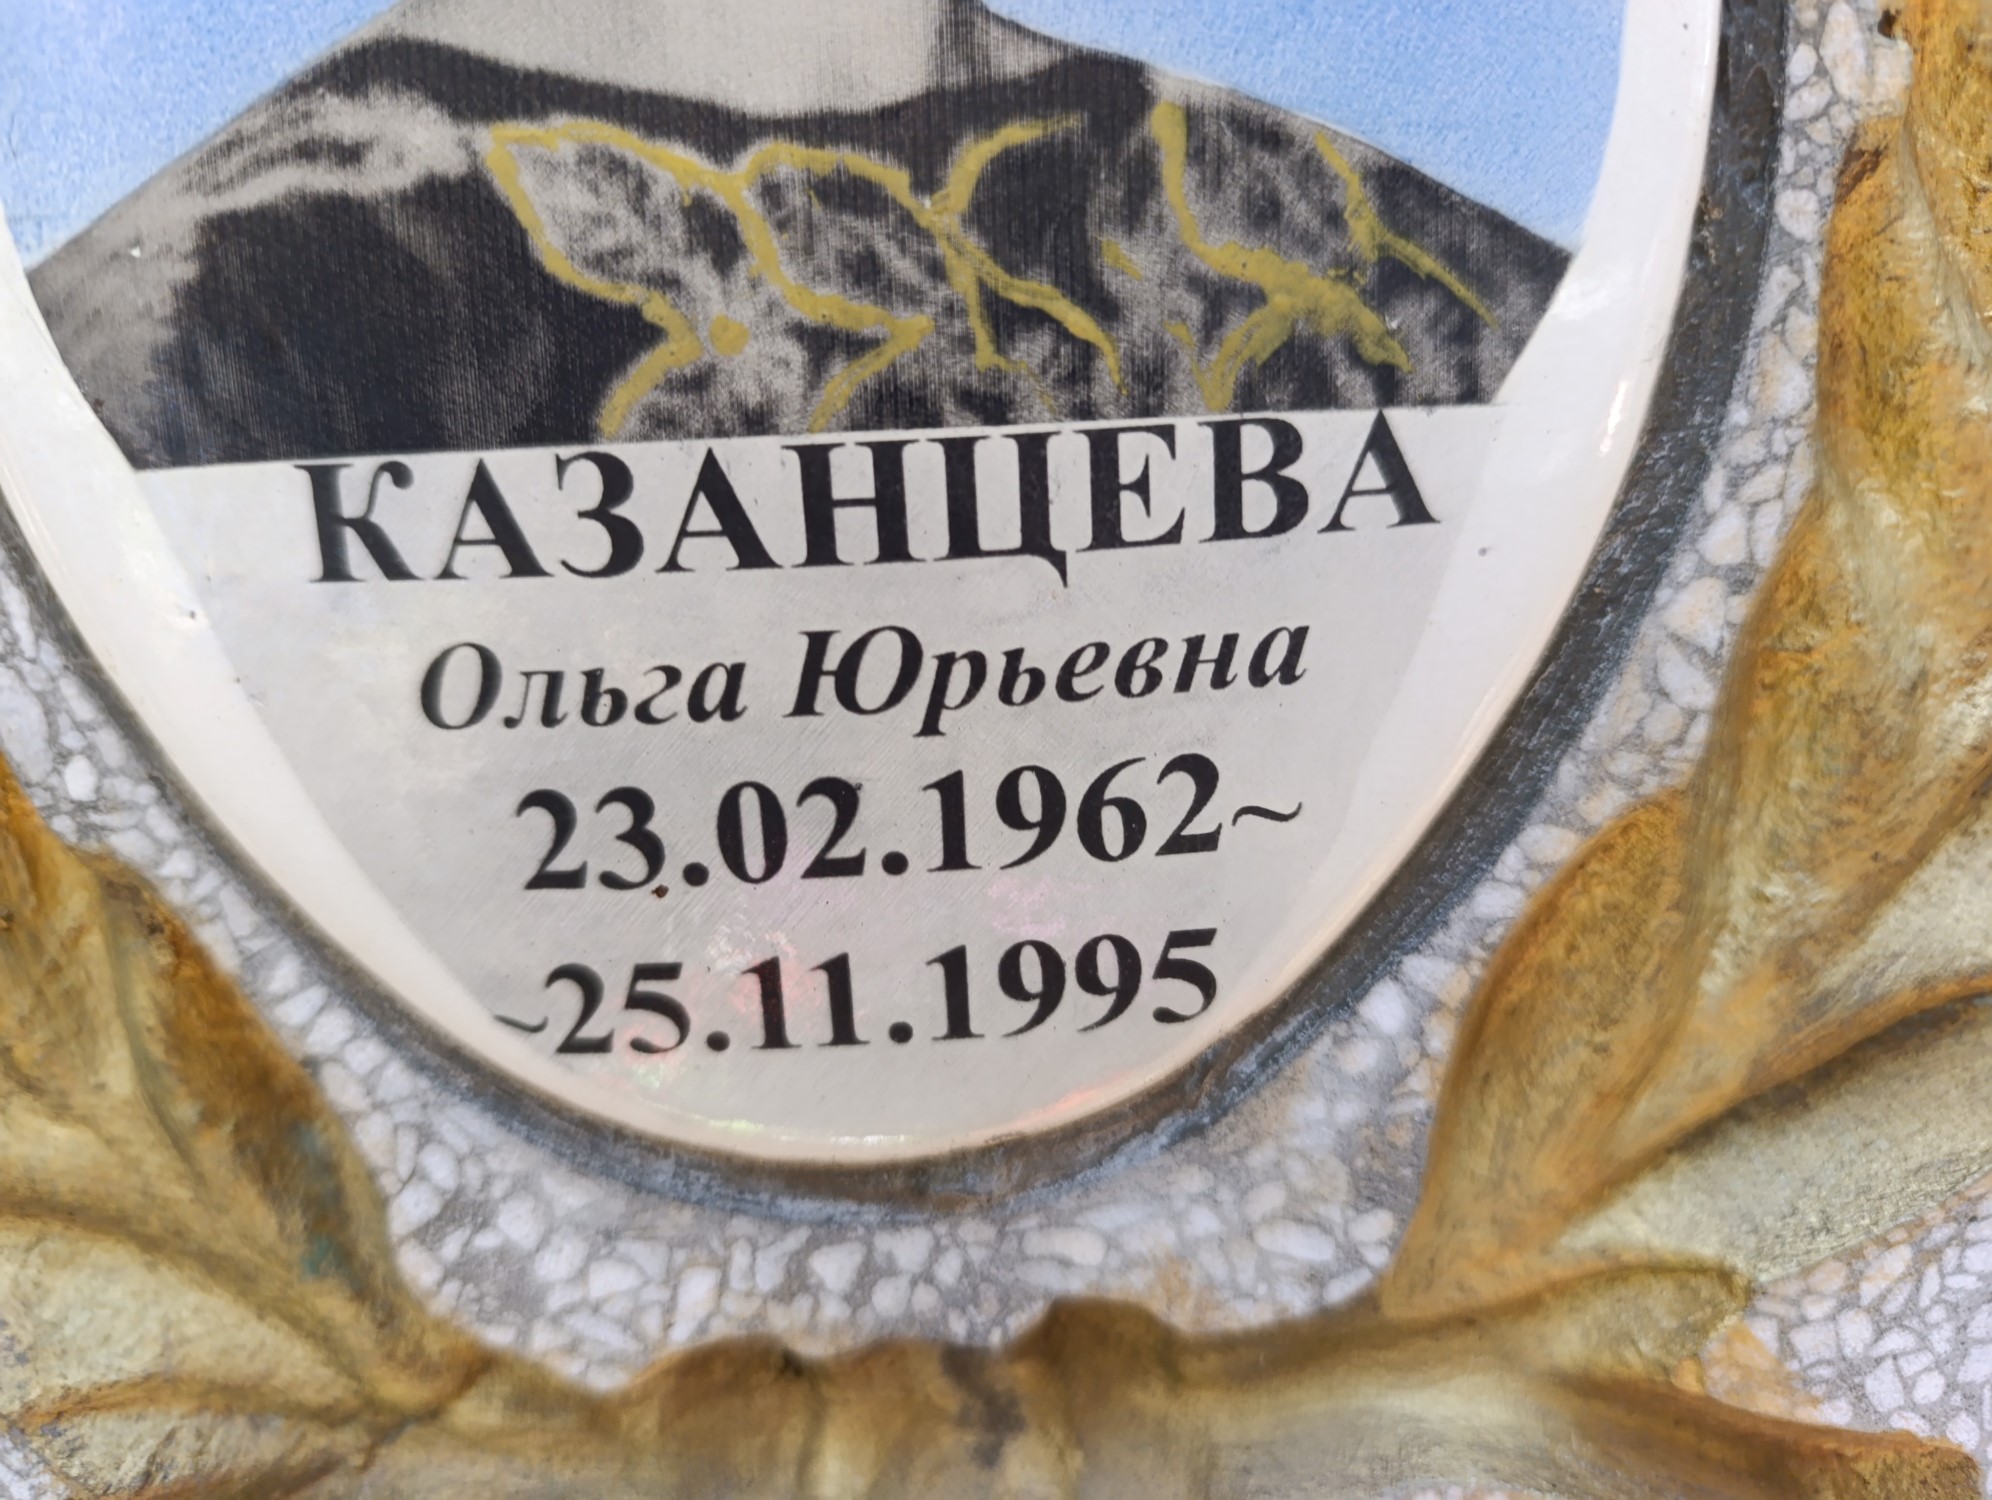 КАЗАНЦЕВА
Ольга Юрьевна
23.02.1962~
~25.11.1995